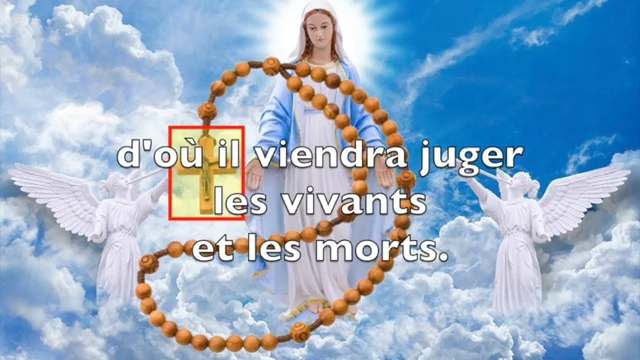 d'où il viendra juger
les vivants
et les morts.